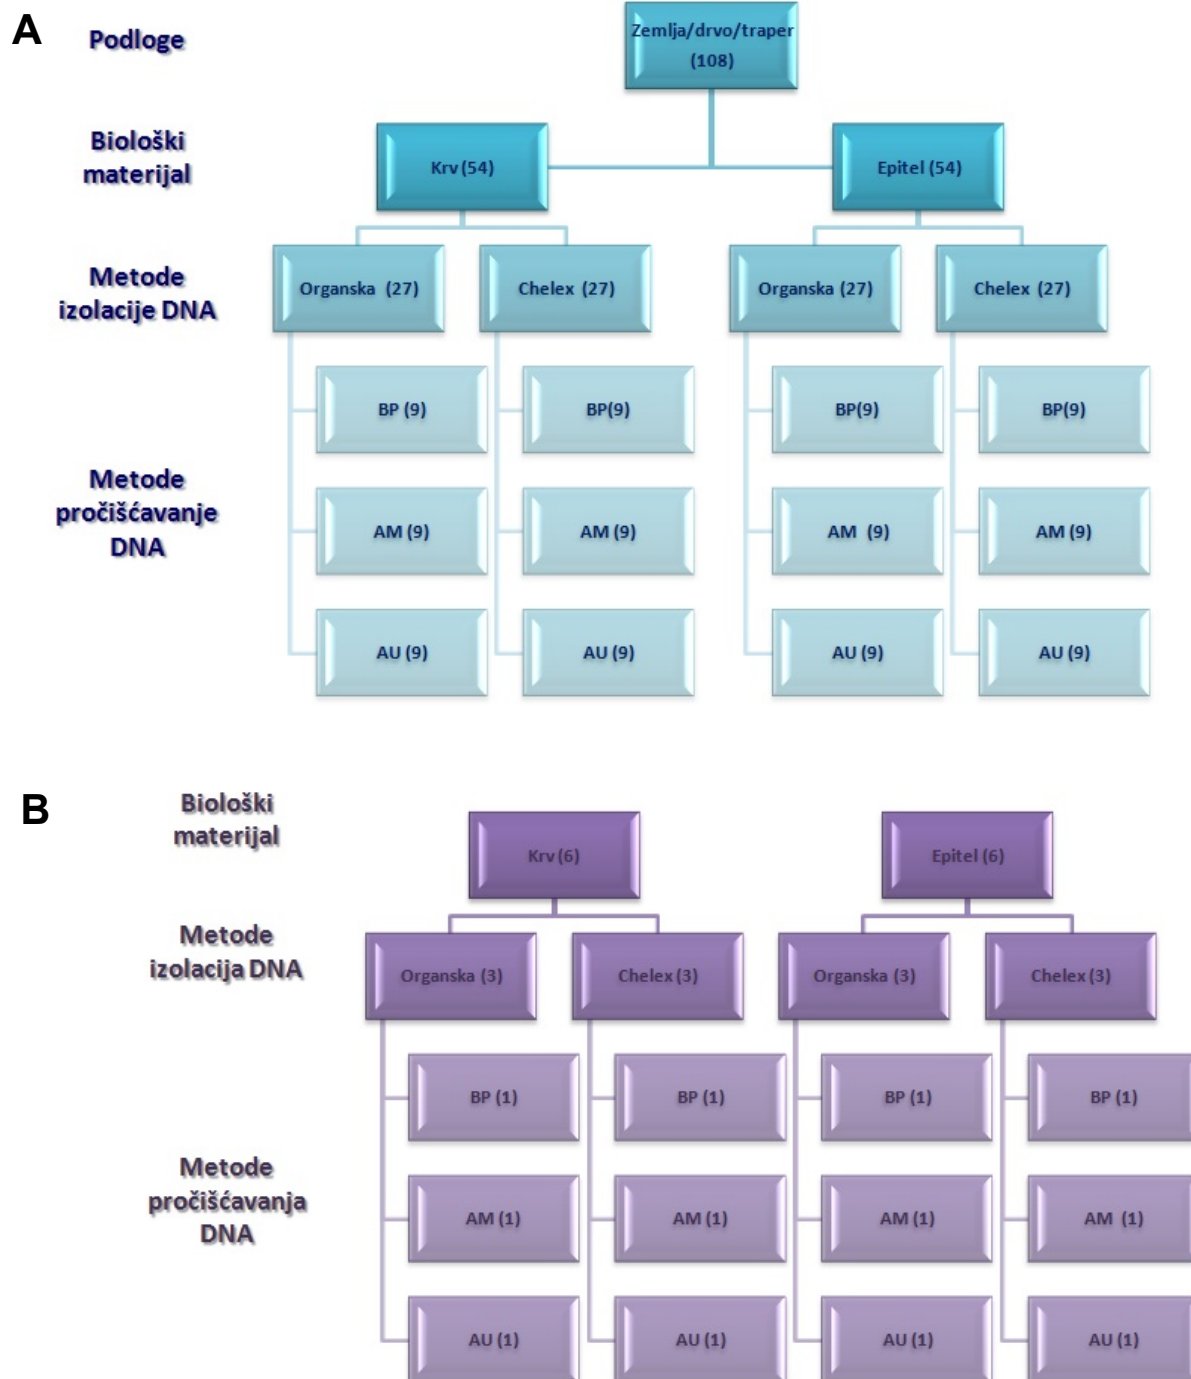 A
Podloge
Zemlja/drvo/traper
(108)
Biološki
materijal
Krv (54)
Epitel (54)
Metode
izolacije DNA
Organska (27)
Chelex (27)
Organska (27)
Chelex (27)
BP (9)
BP(9)
BP(9)
BP(9)
Metode
pročišćavanje
DNA
AM (9)
AM (9)
AM (9)
AM (9)
AU (9)
AU (9)
AU (9)
AU (9)
B
Biološki
materijal
Krv (6)
Epitel (6)
Metode
izolacija DNA
Organska (3)
Chelex (3)
Organska (3)
Chelex (3)
BP (1)
BP (1)
BP (1)
BP (1)
Metode
pročišćavanja
DNA
AM (1)
AM (1)
AM (1)
AM (1)
AU (1)
AU (1)
AU (1)
AU (1)